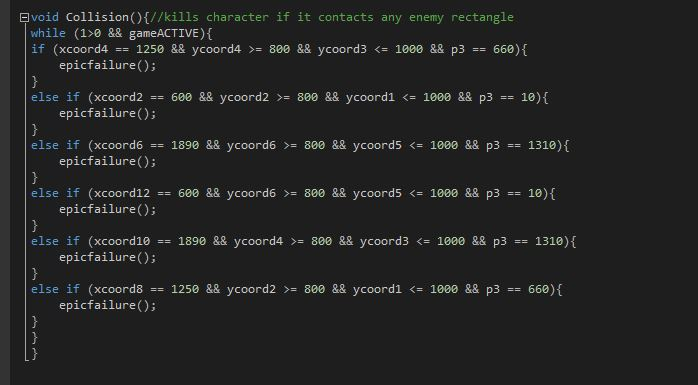 void Collision(){//kills character if it contacts any enemy rectangle
while (1>0 && gameACTIVE){
if (xcoord4 == 1250 && ycoord4 >= 800 && ycoord3 <= 1000 && p3 == 660){
epicfailure();
}
else if (xcoord2 == 600 && ycoord2 >= 800 && ycoord1 <= 1000 && p3 == 10){
epicfailure();
}
else if (xcoord6 == 1890 && ycoord6 >= 800 && ycoord5 <= 1000 && p3 == 1310){
epicfailure();
}
else if (xcoord12 == 600 && ycoord6 >= 800 && ycoord5 <= 1000 && p3 == 10){
epicfailure();
}
else if (xcoord10 == 1890 && ycoord4 >= 800 && ycoord3 <= 1000 && p3 == 1310){
epicfailure();
}
else if (xcoord8 == 1250 && ycoord2 >= 800 && ycoord1 <= 1000 && p3 == 660){
epicfailure();
}
}
}